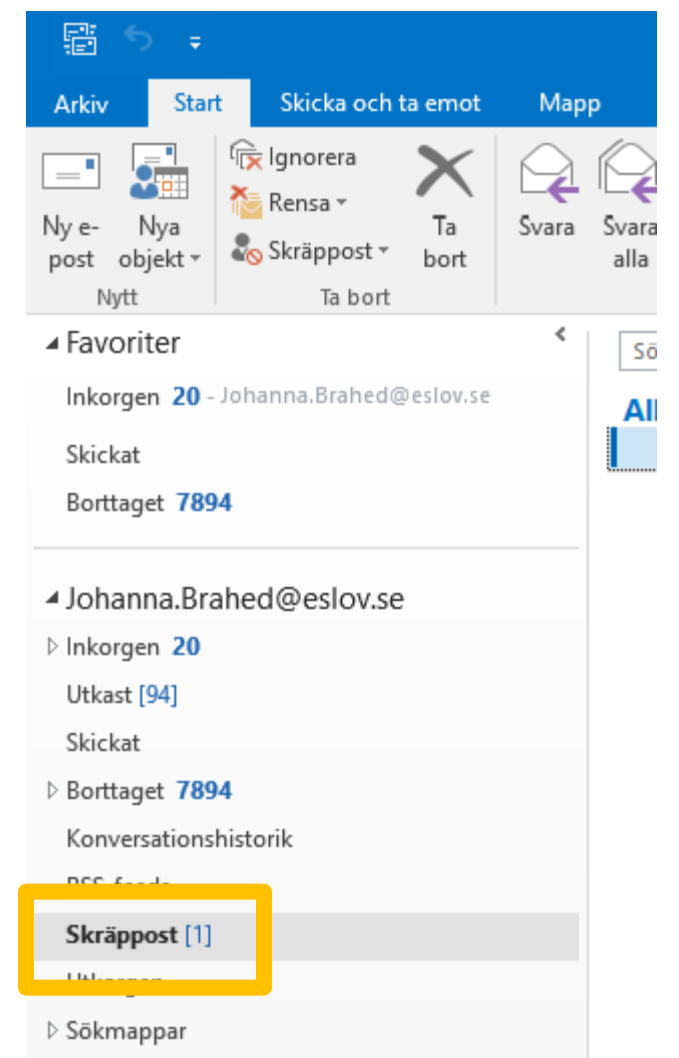 Arkiv Start Skicka och ta emot Mapp
Ny e-post
Nya objekt
Ignorera
Rensa
Skräppost
Ta bort
Svara
Svara alla
Nytt
Ta bort
Favoriter
Inkorgen 20 - Johanna.Brahed@eslov.se
Skickat
Borttaget 7894
Johanna.Brahed@eslov.se
Inkorgen 20
Utkast [94]
Skickat
Borttaget 7894
Konversationshistorik
Skräppost [1]
Utkorgen
Sökmappar